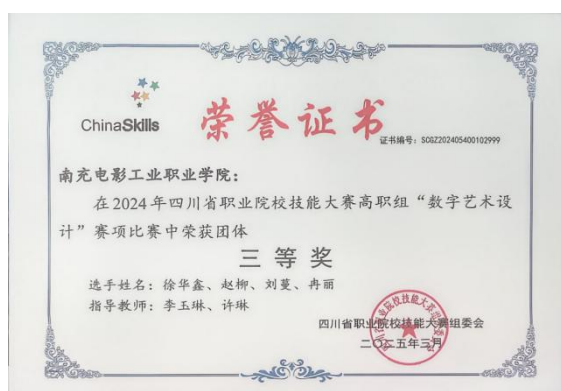 ChinaSkills
荣誉证书
证书编号：SCGZ202405400102999
南充电影工业职业学院：
在2024年四川省职业院校技能大赛高职组“数字艺术设
计”赛项比赛中荣获团体
三等奖
选手姓名：徐华鑫、赵柳、刘蔓、冉丽
指导教师：李玉琳、许琳
四川省职业院校技能大赛组委会
二〇二五年三月